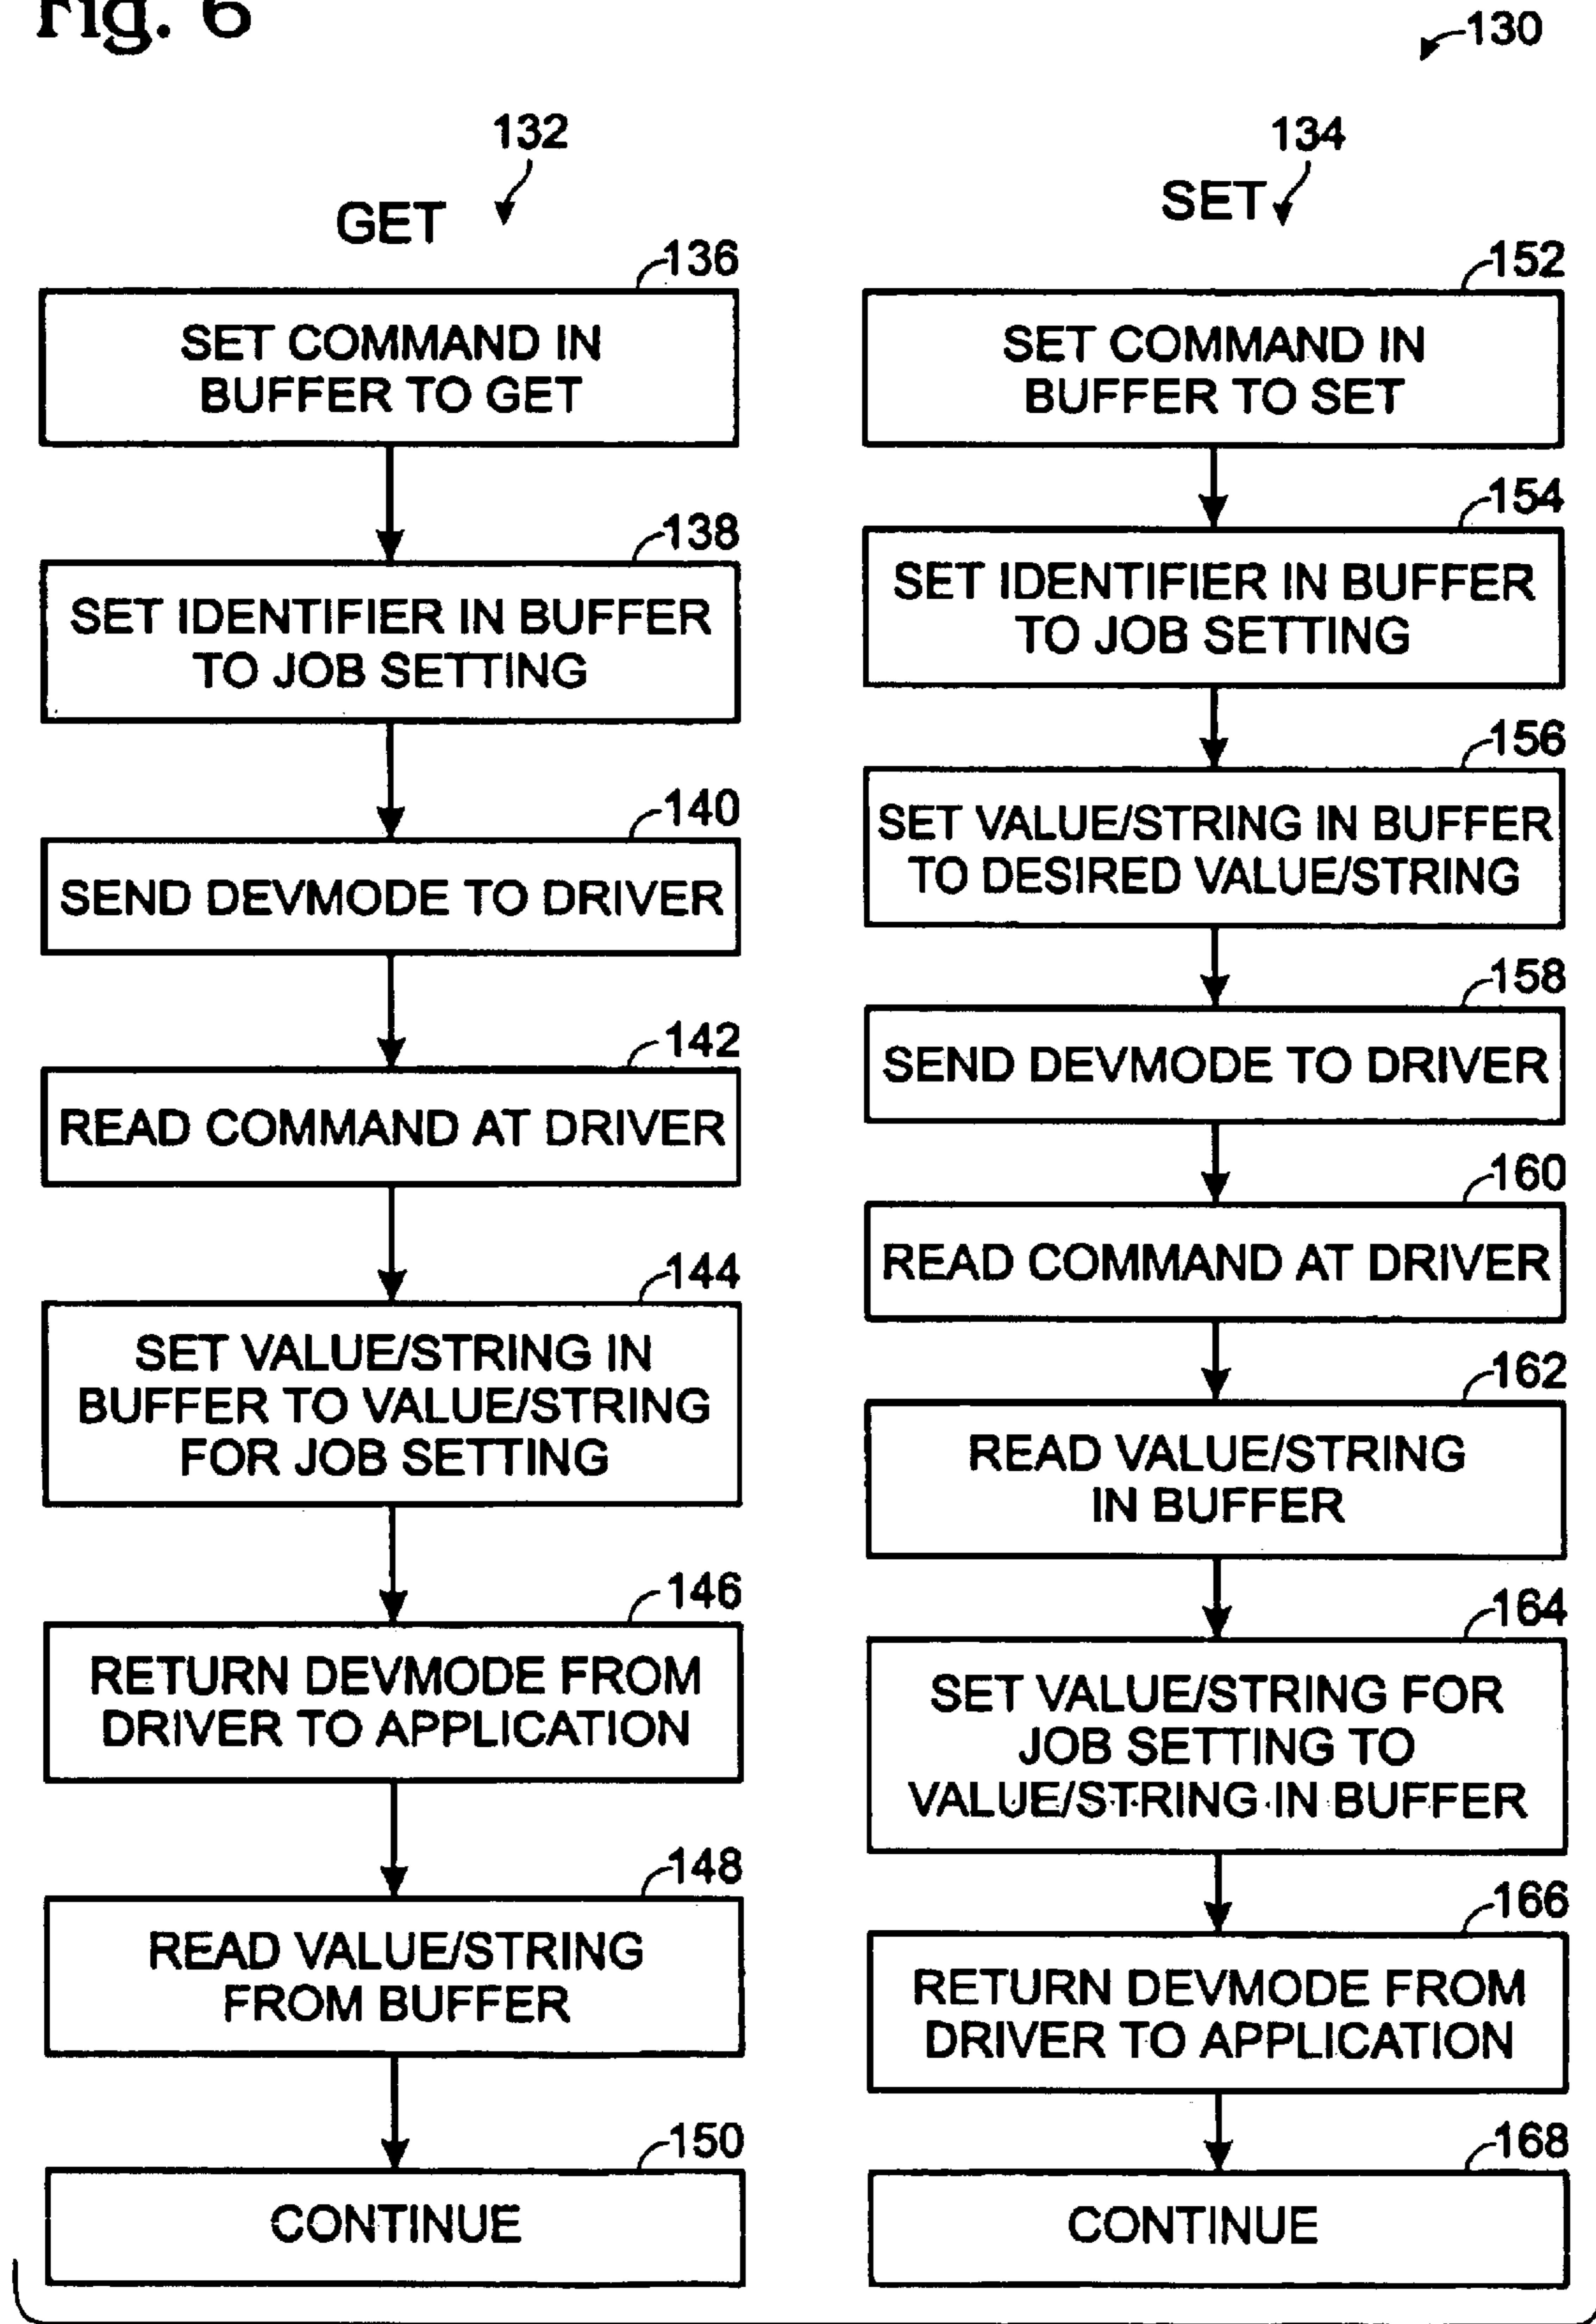 Fig. 6
130
132
GET
136
SET COMMAND IN
BUFFER TO GET
138
SET IDENTIFIER IN BUFFER
TO JOB SETTING
140
SEND DEVMODE TO DRIVER
142
READ COMMAND AT DRIVER
144
SET VALUE/STRING IN
BUFFER TO VALUE/STRING
FOR JOB SETTING
146
RETURN DEVMODE FROM
DRIVER TO APPLICATION
148
READ VALUE/STRING
FROM BUFFER
150
CONTINUE
134
SET
152
SET COMMAND IN
BUFFER TO SET
154
SET IDENTIFIER IN BUFFER
TO JOB SETTING
156
SET VALUE/STRING IN BUFFER
TO DESIRED VALUE/STRING
158
SEND DEVMODE TO DRIVER
160
READ COMMAND AT DRIVER
162
READ VALUE/STRING
IN BUFFER
164
SET VALUE/STRING FOR
JOB SETTING TO
VALUE/STRING IN BUFFER
166
RETURN DEVMODE FROM
DRIVER TO APPLICATION
168
CONTINUE